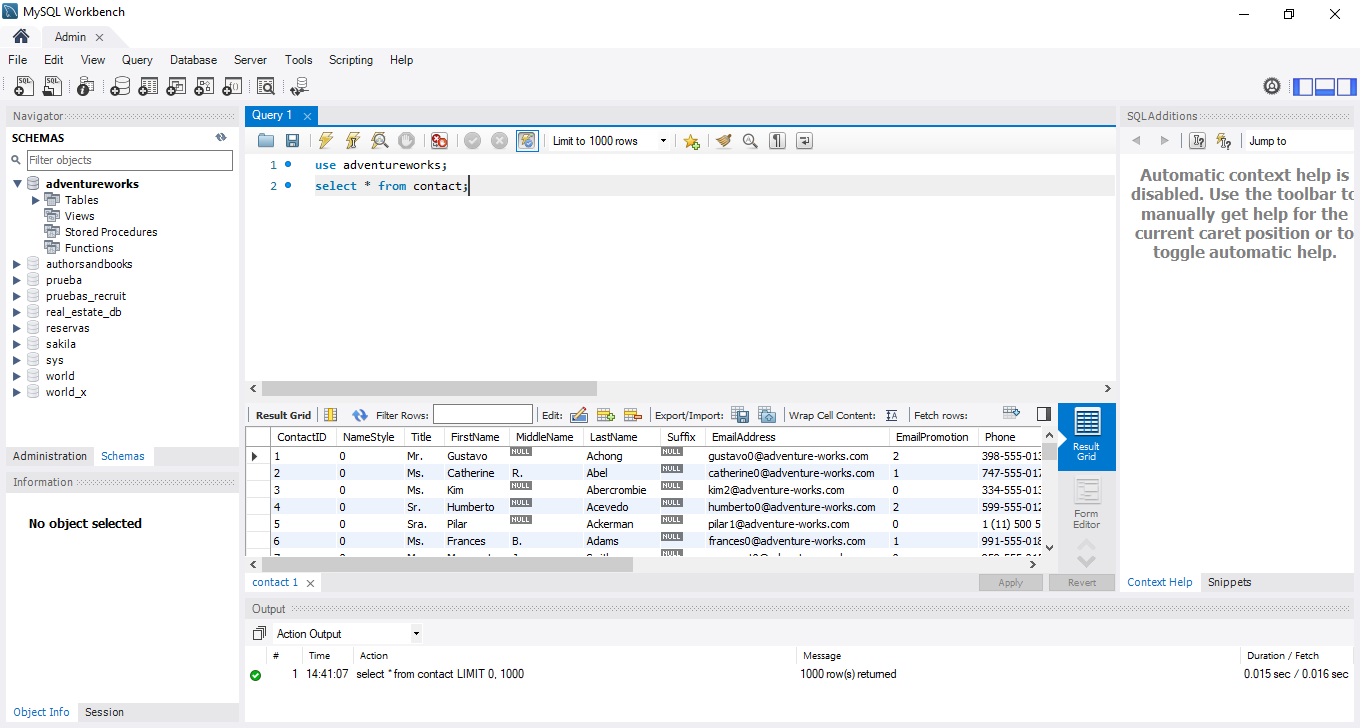 MySQL Workbench
Admin
File Edit View Query Database Server Tools Scripting Help
Navigator
SCHEMAS
Filter objects
adventureworks
Tables
Views
Stored Procedures
Functions
authorsandbooks
prueba
pruebas_recruit
real_estate_db
reservas
sakila
sys
world
world_x
Administration Schemas
Information
No object selected
Object Info Session
Query 1
Limit to 1000 rows
1 use adventureworks;
2 select * from contact;
Result Grid Filter Rows: Edit: Export/Import: Wrap Cell Content: Fetch rows:
ContactID NameStyle Title FirstName MiddleName LastName Suffix EmailAddress EmailPromotion Phone
1 0 Mr. Gustavo NULL Achong NULL gustavo0@adventure-works.com 2 398-555-013
2 0 Ms. Catherine R. Abel NULL catherine0@adventure-works.com 1 747-555-017
3 0 Ms. Kim NULL Abercrombie NULL kim2@adventure-works.com 0 334-555-013
4 0 Sr. Humberto NULL Acevedo NULL humberto0@adventure-works.com 2 599-555-012
5 0 Sra. Pilar NULL Ackerman NULL pilar1@adventure-works.com 0 1 (11) 500 5
6 0 Ms. Frances B. Adams NULL frances0@adventure-works.com 1 991-555-018
Result
Grid
Form
Editor
contact 1 Apply Revert
Output
Action Output
# Time Action Message Duration / Fetch
1 14:41:07 select * from contact LIMIT 0, 1000 1000 row(s) returned 0.015 sec / 0.016 sec
SQLAdditions
Jump to
Automatic context help is
disabled. Use the toolbar to
manually get help for the
current caret position or to
toggle automatic help.
Context Help Snippets